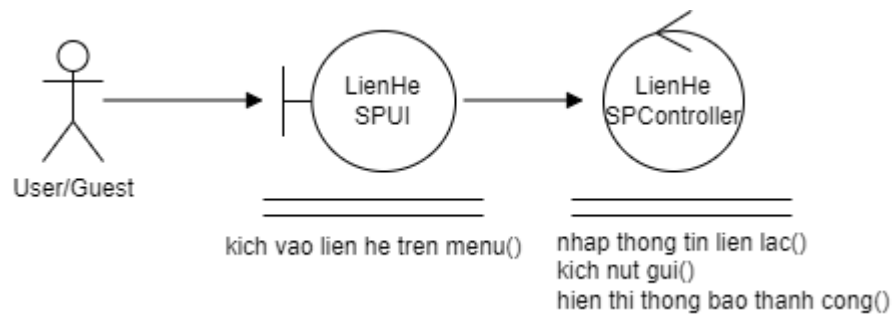 LienHe
SPUI
LienHe
SPController
User/Guest
kich vao lien he tren menu()
nhap thong tin lien lac()
kich nut gui()
hien thi thong bao thanh cong()